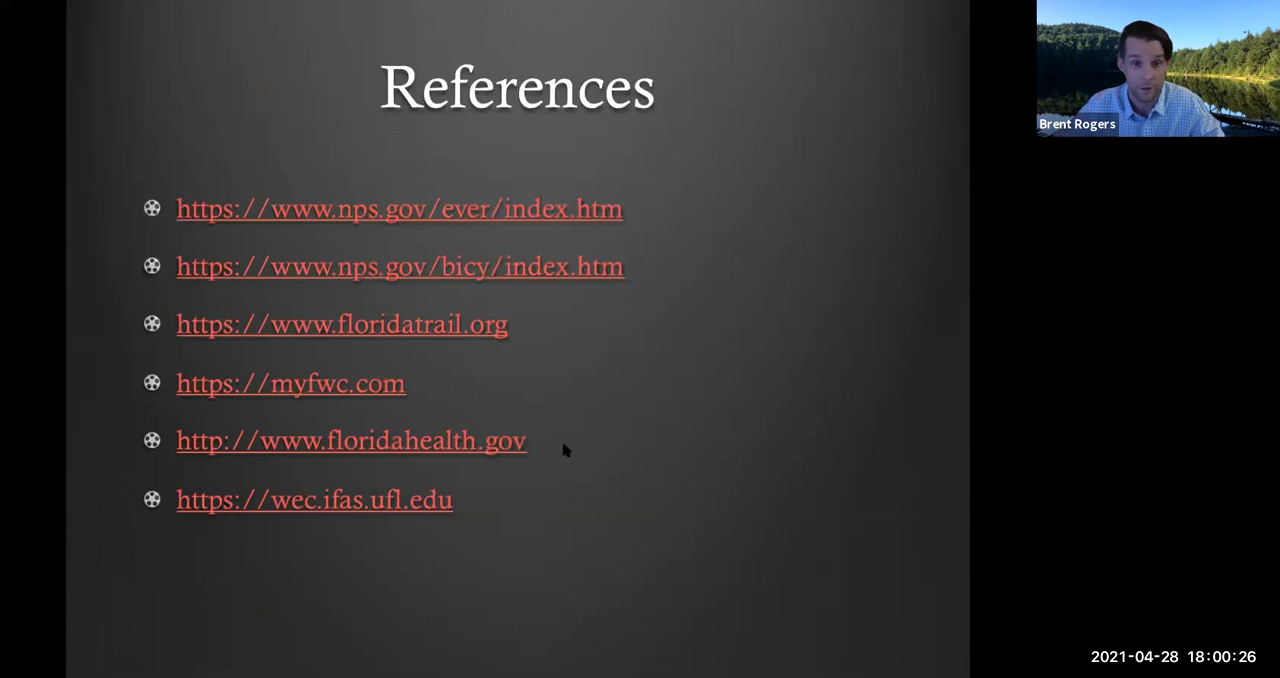 References
https://www.nps.gov/ever/index.htm
https://www.nps.gov/bicy/index.htm
https://www.floridatrail.org
https://myfwc.com
http://www.floridahealth.gov
https://wec.ifas.ufl.edu
Brent Rogers
2021-04-28 18:00:26